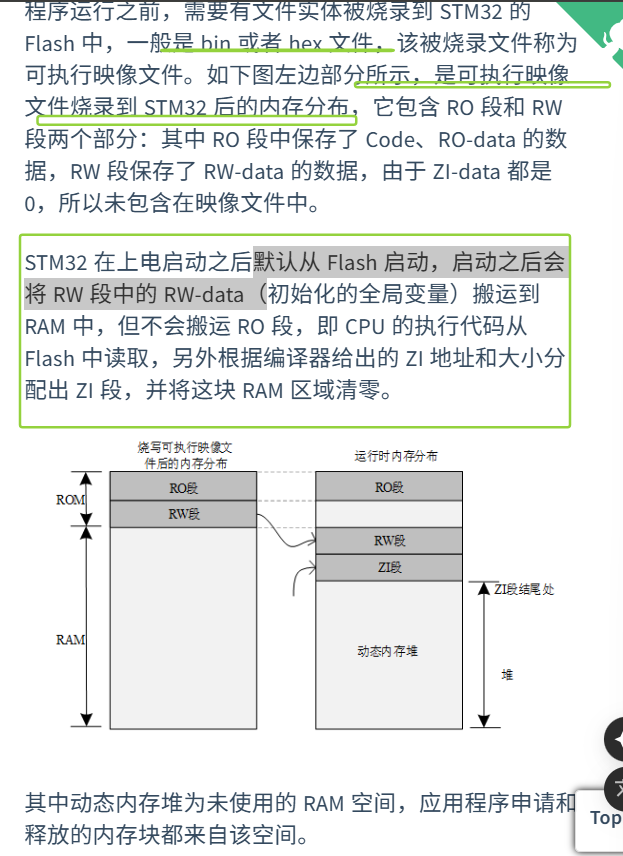 程序运行之前，需要有文件实体被烧录到 STM32 的
Flash 中，一般是 bin 或者 hex 文件，该被烧录文件称为
可执行映像文件。如下图左边部分所示，是可执行映像
文件烧录到 STM32 后的内存分布，它包含 RO 段和 RW
段两个部分：其中 RO 段中保存了 Code、RO-data 的数
据，RW 段保存了 RW-data 的数据，由于 ZI-data 都是
0，所以未包含在映像文件中。
STM32 在上电启动之后默认从 Flash 启动，启动之后会
将 RW 段中的 RW-data（初始化的全局变量）搬运到
RAM 中，但不会搬运 RO 段，即 CPU 的执行代码从
Flash 中读取，另外根据编译器给出的 ZI 地址和大小分
配出 ZI 段，并将这块 RAM 区域清零。
烧写可执行映像文
件后的内存分布
运行时内存分布
RO段
RO段
ROM
RW段
RW段
ZI段
ZI段结尾处
RAM
动态内存堆
堆
其中动态内存堆为未使用的 RAM 空间，应用程序申请和
释放的内存块都来自该空间。
Top